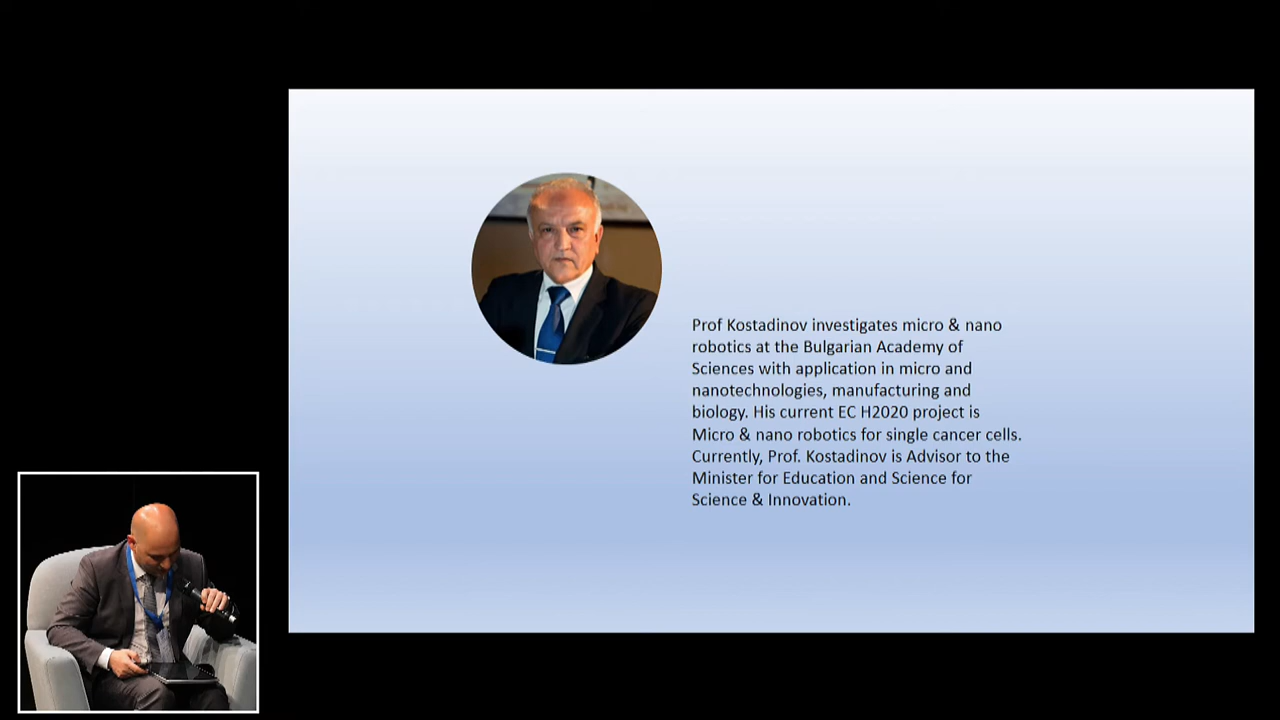 Prof Kostadinov investigates micro & nano
robotics at the Bulgarian Academy of
Sciences with application in micro and
nanotechnologies, manufacturing and
biology. His current EC H2020 project is
Micro & nano robotics for single cancer cells.
Currently, Prof. Kostadinov is Advisor to the
Minister for Education and Science for
Science & Innovation.